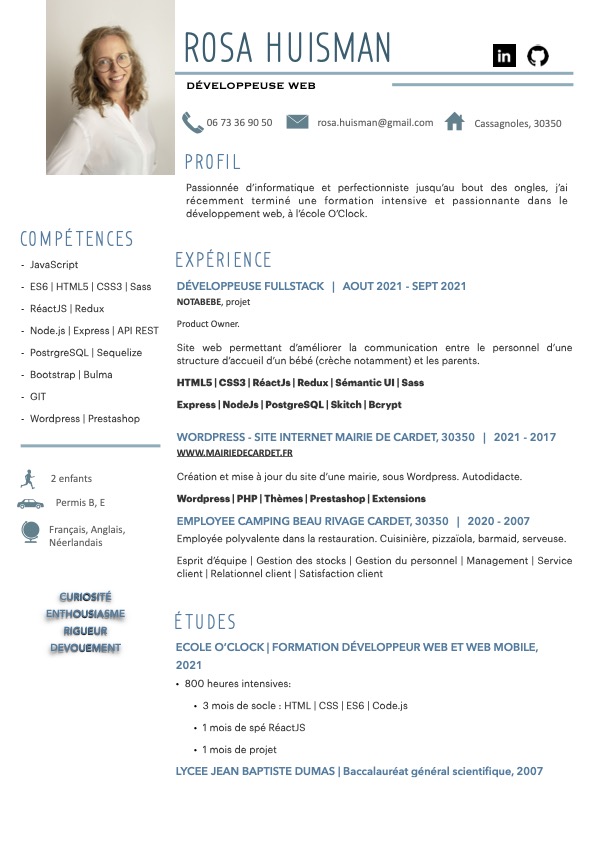 ROSA HUISMAN
in
DÉVELOPPEUSE WEB
06 73 36 90 50
rosa.huisman@gmail.com
Cassagnoles, 30350
PROFIL
Passionnée d'informatique et perfectionniste jusqu'au bout des ongles, j'ai
récemment terminé une formation intensive et passionnante dans le
développement web, à l'école O'Clock.
COMPÉTENCES
- JavaScript
- ES6 | HTML5 | CSS3 | Sass
- RéactJS | Redux
- Node.js | Express | API REST
- PostrgreSQL | Sequelize
- Bootstrap | Bulma
- GIT
- Wordpress | Prestashop
2 enfants
Permis B, E
Français, Anglais,
Néerlandais
CURIOSITÉ
ENTHOUSIASME
RIGUEUR
DEVOUEMENT
EXPÉRIENCE
DÉVELOPPEUSE FULLSTACK | AOUT 2021 - SEPT 2021
NOTABEBE, projet
Product Owner.
Site web permettant d'améliorer la communication entre le personnel d'une
structure d'accueil d'un bébé (crèche notamment) et les parents.
HTML5 | CSS3 | RéactJs | Redux | Sémantic UI | Sass
Express | NodeJs | PostgreSQL | Skitch | Bcrypt
WORDPRESS - SITE INTERNET MAIRIE DE CARDET, 30350 | 2021 - 2017
WWW.MAIRIEDECARDET.FR
Création et mise à jour du site d'une mairie, sous Wordpress. Autodidacte.
Wordpress | PHP | Thèmes | Prestashop | Extensions
EMPLOYEE CAMPING BEAU RIVAGE CARDET, 30350 | 2020 - 2007
Employée polyvalente dans la restauration. Cuisinière, pizzaïola, barmaid, serveuse.
Esprit d'équipe | Gestion des stocks | Gestion du personnel | Management | Service
client | Relationnel client | Satisfaction client
ÉTUDES
ECOLE O'CLOCK | FORMATION DÉVELOPPEUR WEB ET WEB MOBILE,
2021
• 800 heures intensives:
• 3 mois de socle : HTML | CSS | ES6 | Code.js
• 1 mois de spé RéactJS
• 1 mois de projet
LYCEE JEAN BAPTISTE DUMAS | Baccalauréat général scientifique, 2007